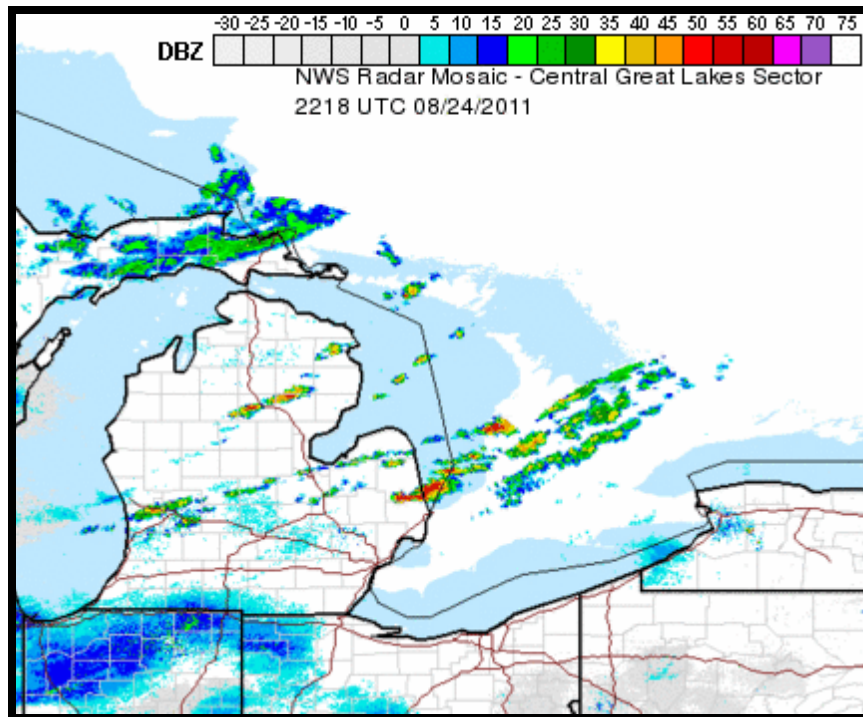 -30 -25 -20 -15 -10 -5 0 5 10 15 20 25 30 35 40 45 50 55 60 65 70 75
DBZ
NWS Radar Mosaic - Central Great Lakes Sector
2218 UTC 08/24/2011